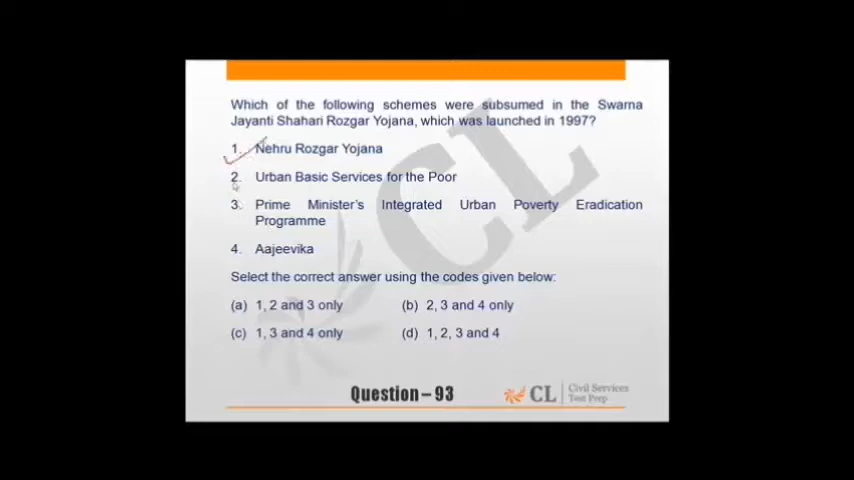 Which of the following schemes were subsumed in the Swarna
Jayanti Shahari Rozgar Yojana, which was launched in 1997?
1. Nehru Rozgar Yojana
2. Urban Basic Services for the Poor
3. Prime Minister's Integrated Urban Poverty Eradication
Programme
4. Aajeevika
Select the correct answer using the codes given below:
(a) 1, 2 and 3 only (b) 2, 3 and 4 only
(c) 1, 3 and 4 only (d) 1, 2, 3 and 4
Question – 93
CL Civil Services
Test Prep
CL